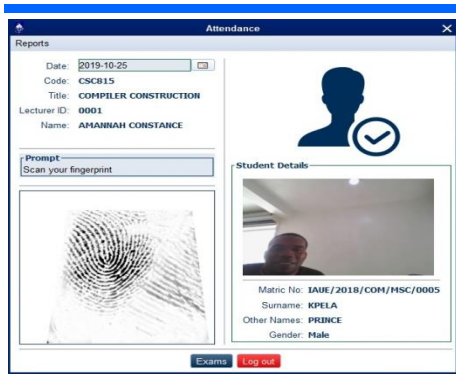 Attendance
Reports
Date: 2019-10-25
Code: CSC815
Title: COMPILER CONSTRUCTION
Lecturer ID: 0001
Name: AMANNAH CONSTANCE
Prompt
Scan your fingerprint
Student Details
Matric No: IAUE/2018/COM/MSC/0005
Surname: KPELA
Other Names: PRINCE
Gender: Male
Exams Log out